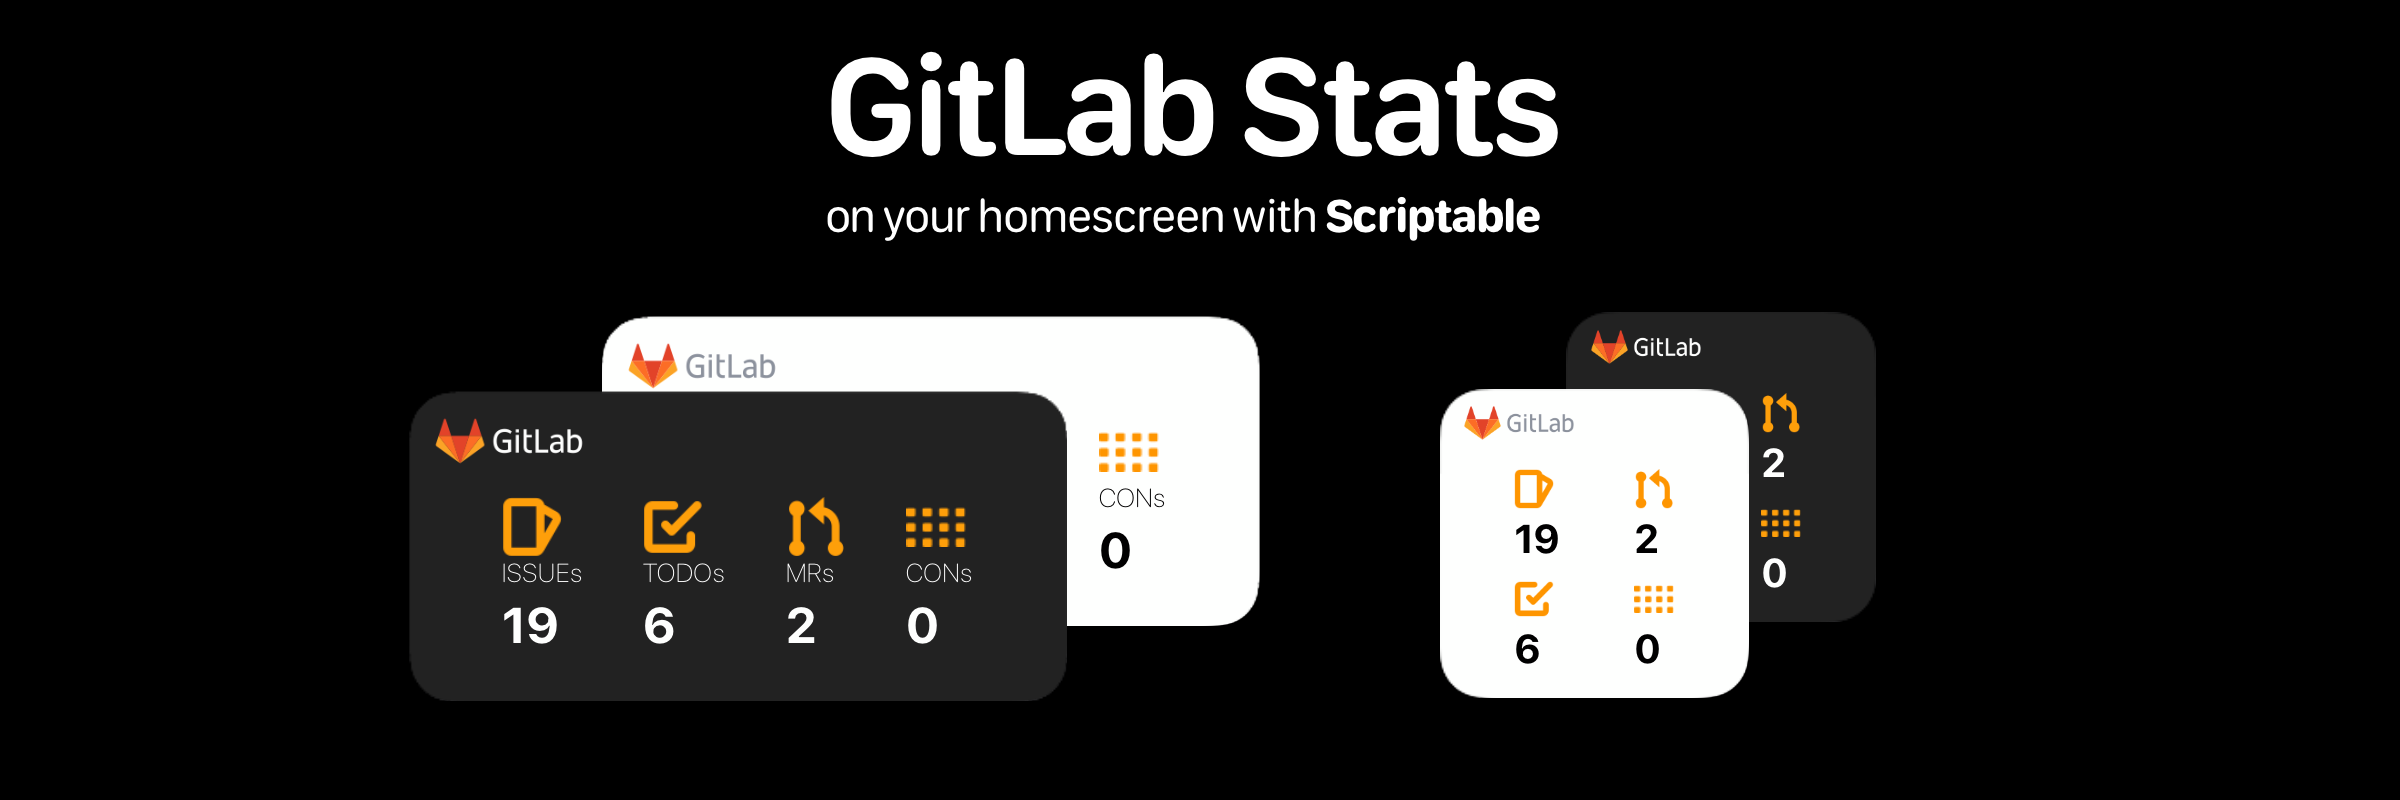 GitLab Stats
on your homescreen with Scriptable
GitLab
CONs
0
GitLab
ISSUEs TODOs MRs CONs
19 6 2 0
GitLab
2
0
GitLab
19 2
6 0